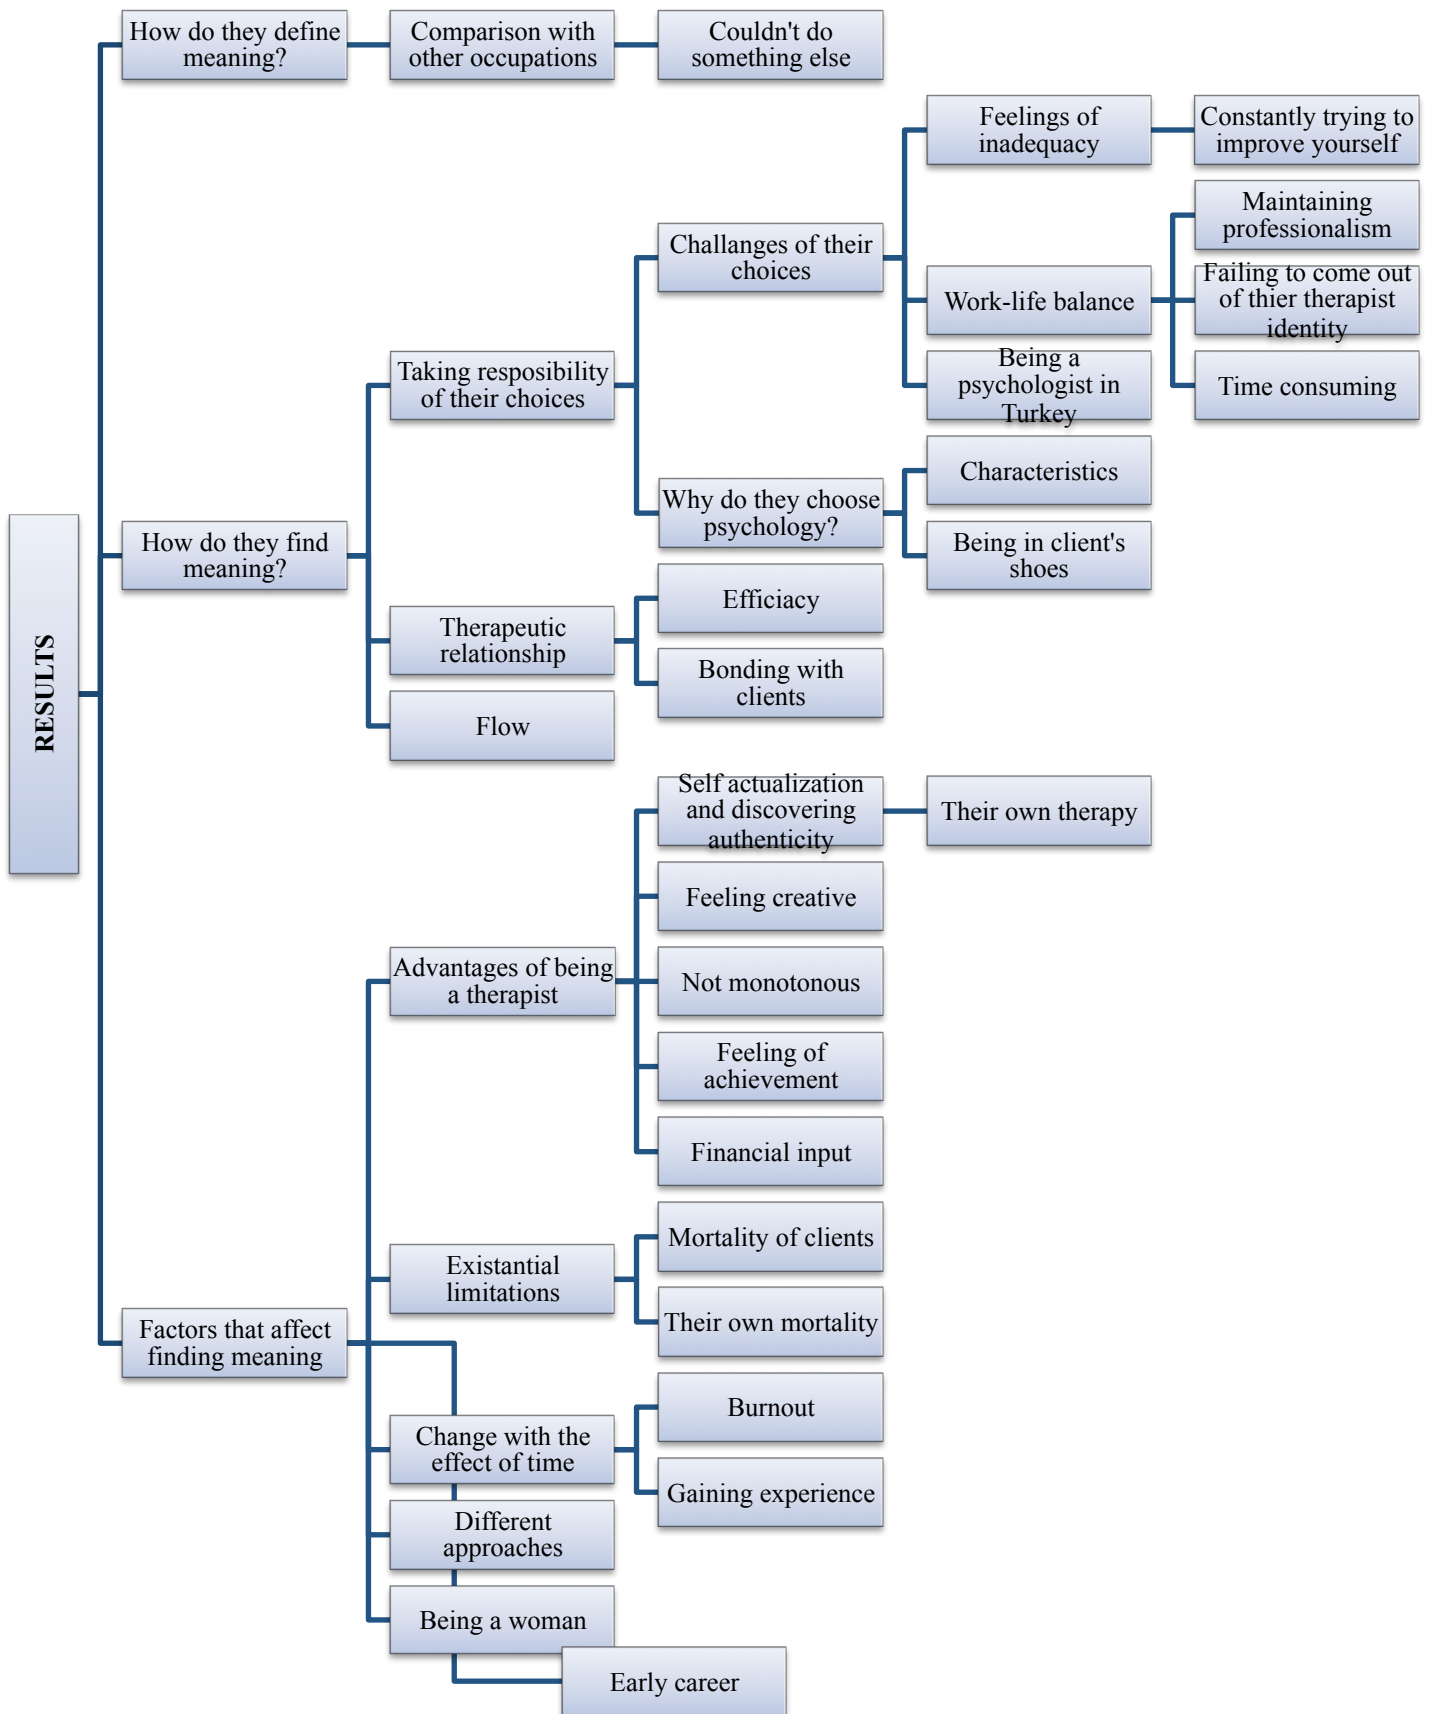 RESULTS
How do they define
meaning?
Comparison with
other occupations
Couldn't do
something else
How do they find
meaning?
Taking resposibility
of their choices
Challanges of their
choices
Feelings of
inadequacy
Constantly trying to
improve yourself
Work-life balance
Maintaining
professionalism
Failing to come out
of thier therapist
identity
Time consuming
Being a
psychologist in
Turkey
Why do they choose
psychology?
Characteristics
Being in client's
shoes
Therapeutic
relationship
Efficiacy
Bonding with
clients
Flow
Factors that affect
finding meaning
Advantages of being
a therapist
Self actualization
and discovering
authenticity
Their own therapy
Feeling creative
Not monotonous
Feeling of
achievement
Financial input
Existantial
limitations
Mortality of clients
Their own mortality
Change with the
effect of time
Burnout
Gaining experience
Different
approaches
Being a woman
Early career